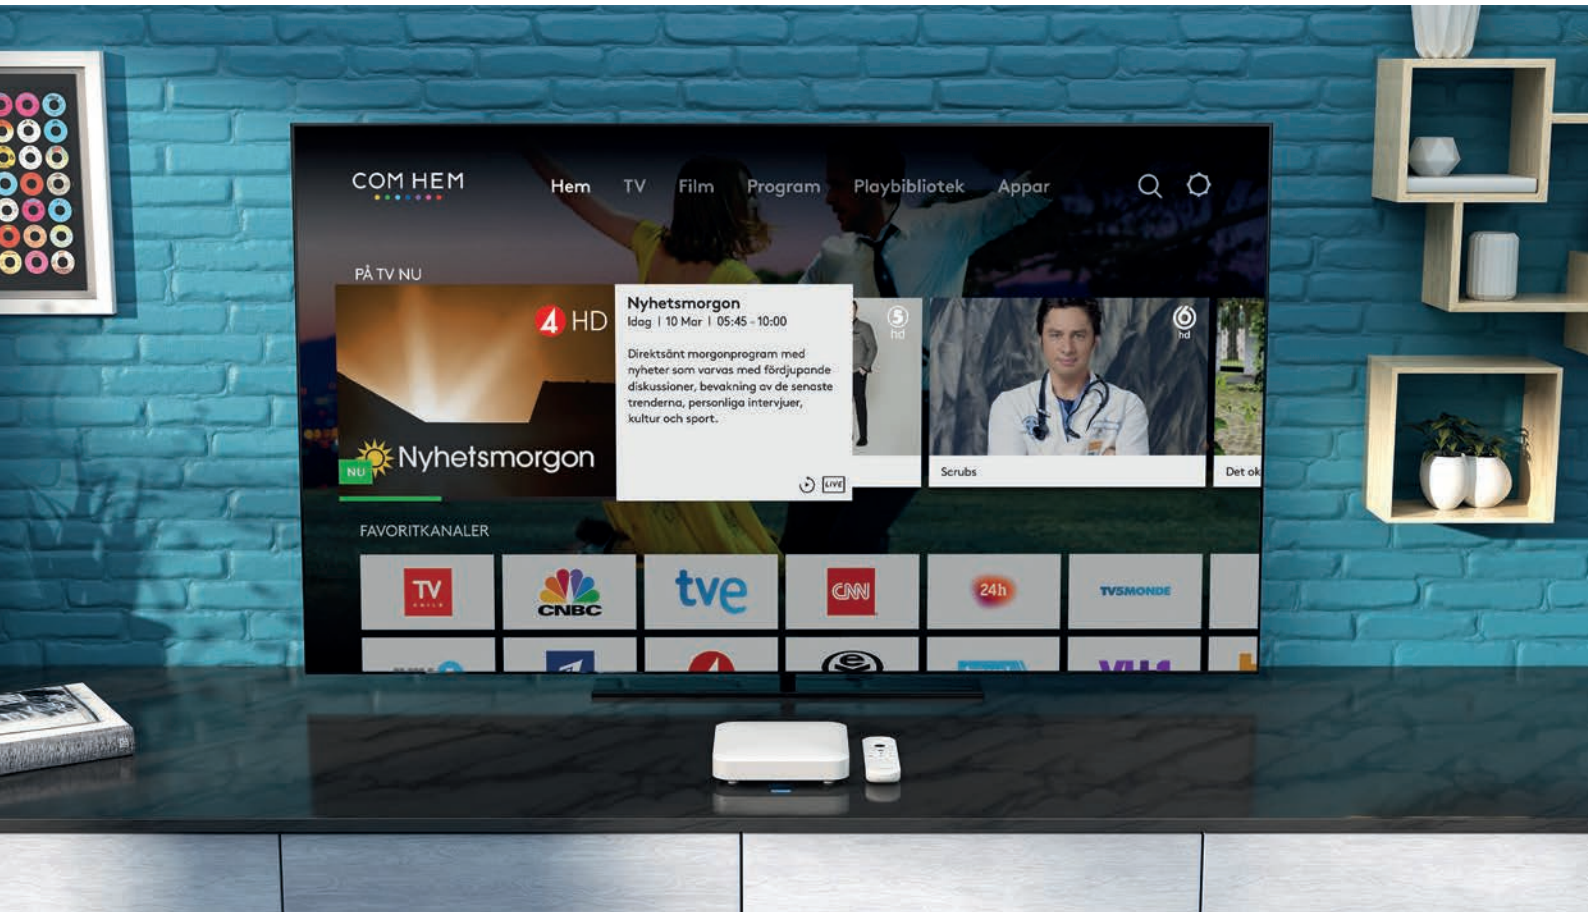 COM HEM
Hem TV Film Program Playbibliotek Appar
PÅ TV NU
4 HD
Nyhetsmorgon
NU
Nyhetsmorgon
Idag | 10 Mar | 05:45 - 10:00
Direktsänt morgonprogram med
nyheter som varvas med fördjupande
diskussioner, bevakning av de senaste
trenderna, personliga intervjuer,
kultur och sport.
LIVE
5
hd
6
hd
Scrubs
Det ok
FAVORITKANALER
TV
CHILE
CNBC
tve
CNN
24h
TV5MONDE
4